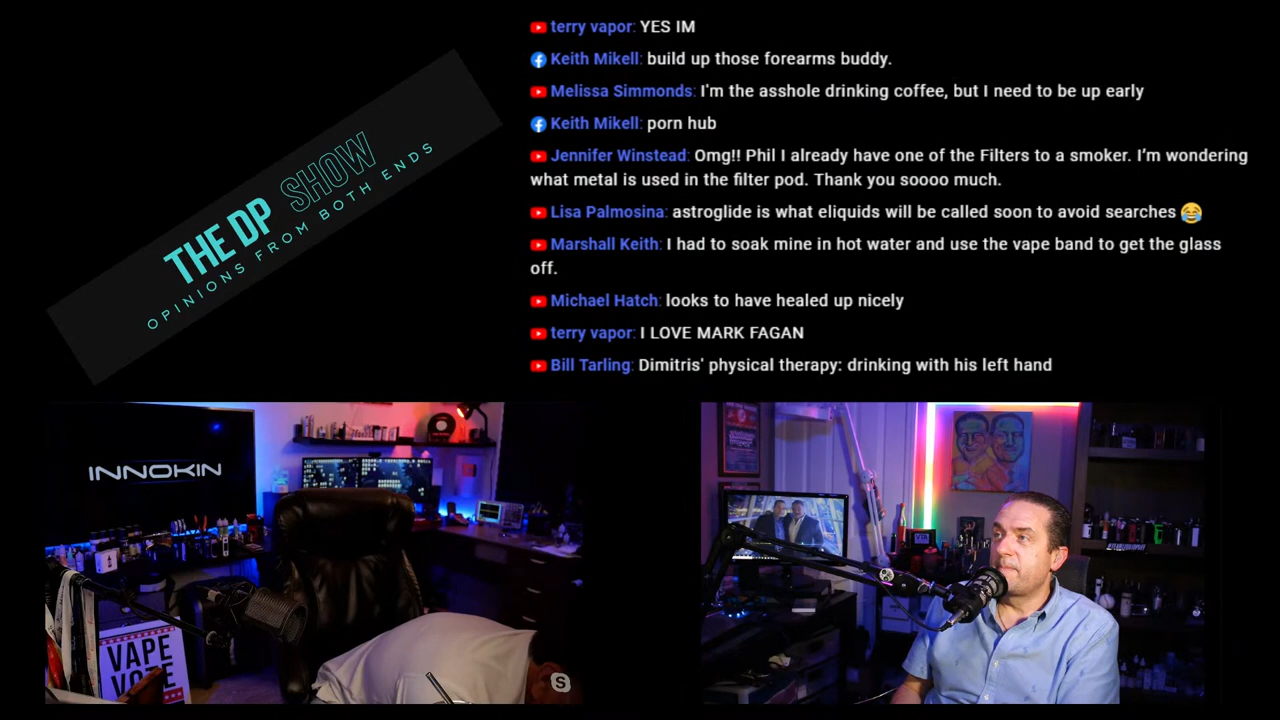 terry vapor: YES IM
Keith Mikell: build up those forearms buddy.
Melissa Simmonds: I'm the asshole drinking coffee, but I need to be up early
Keith Mikell: porn hub
Jennifer Winstead: Omg!! Phil I already have one of the Filters to a smoker. I'm wondering
what metal is used in the filter pod. Thank you soooo much.
Lisa Palmosina: astroglide is what eliquids will be called soon to avoid searches 😂
Marshall Keith: I had to soak mine in hot water and use the vape band to get the glass
off.
Michael Hatch: looks to have healed up nicely
terry vapor: I LOVE MARK FAGAN
Bill Tarling: Dimitris' physical therapy: drinking with his left hand
THE DP SHOW
OPINIONS FROM BOTH ENDS
INNOKIN
VAPE
VOTE
S